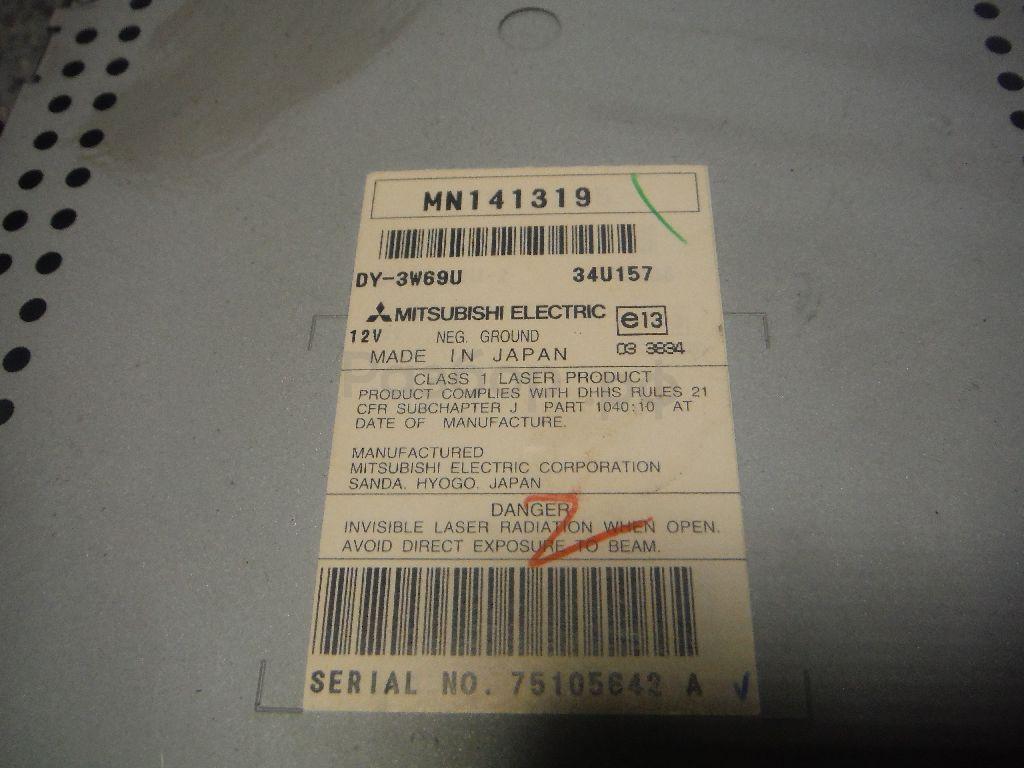 MN141319
DY-3W69U 34U157
MITSUBISHI ELECTRIC e13
12V NEG. GROUND 03 3834
MADE IN JAPAN
CLASS 1 LASER PRODUCT
PRODUCT COMPLIES WITH DHHS RULES 21
CFR SUBCHAPTER J PART 1040:10 AT
DATE OF MANUFACTURE.
MANUFACTURED
MITSUBISHI ELECTRIC CORPORATION
SANDA. HYOGO. JAPAN
DANGER
INVISIBLE LASER RADIATION WHEN OPEN.
AVOID DIRECT EXPOSURE TO BEAM.
SERIAL NO. 75105642 A